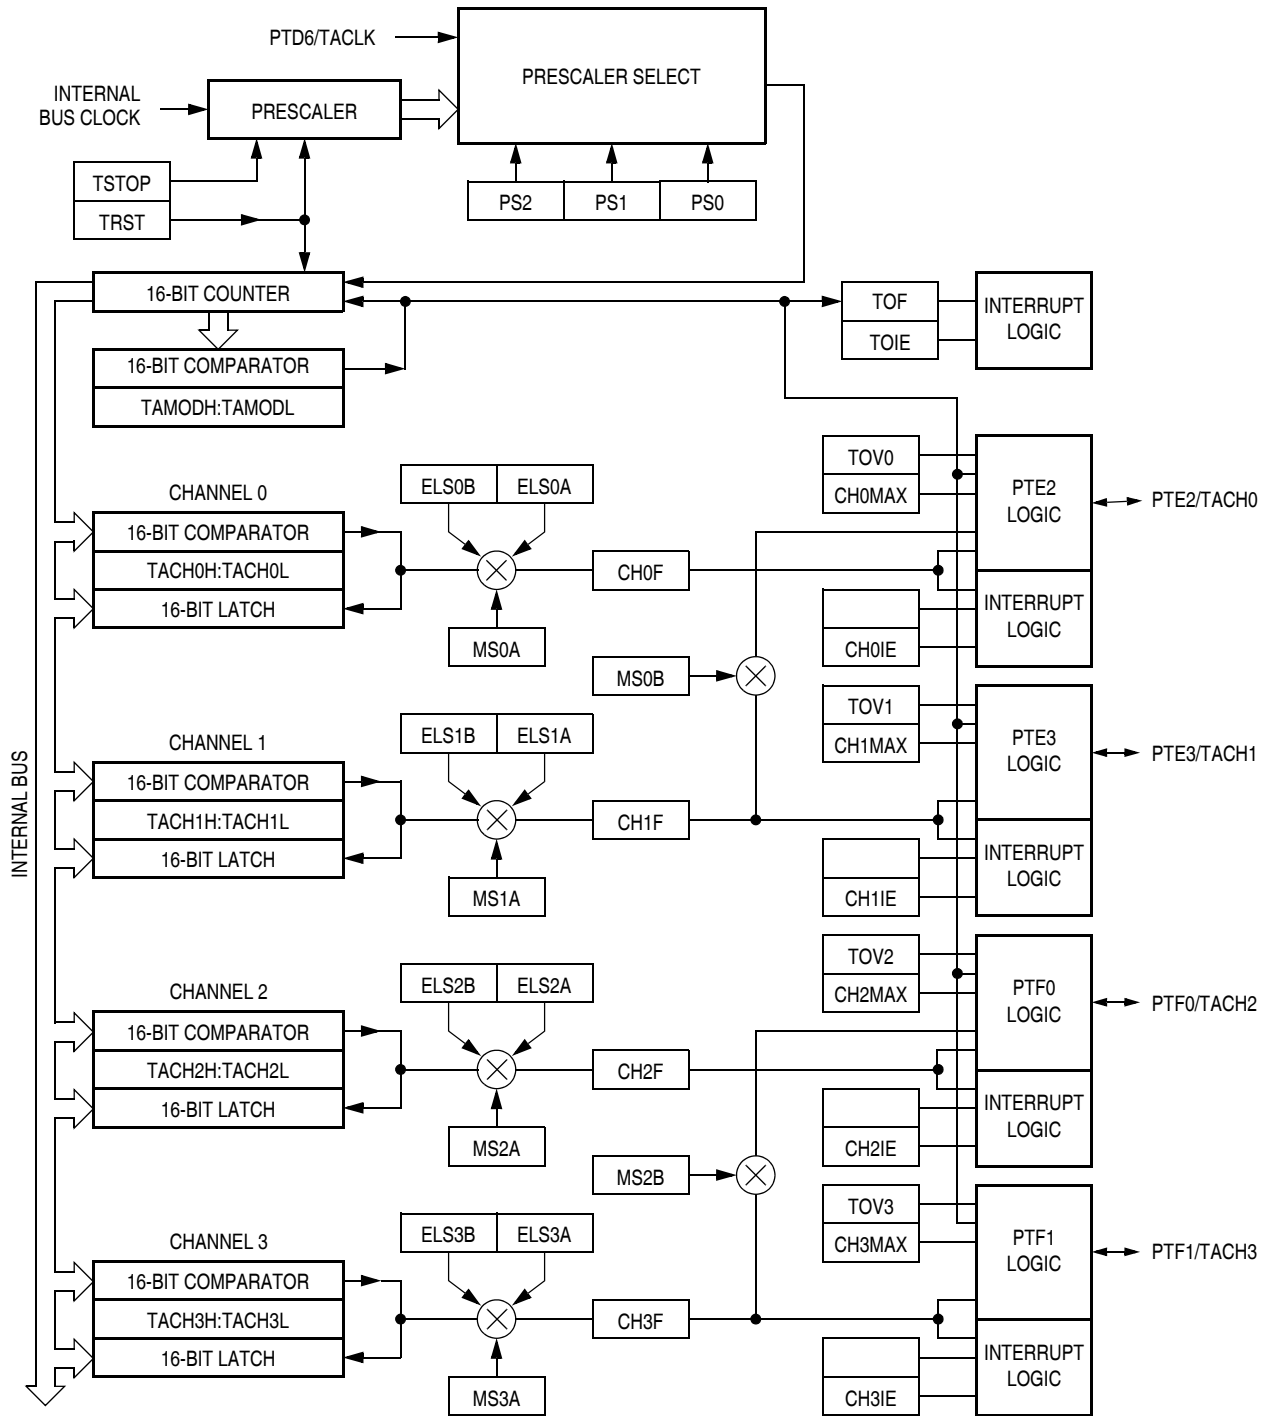 PTD6/TACLK
PRESCALER SELECT
INTERNAL
BUS CLOCK
PRESCALER
TSTOP
TRST
PS2
PS1
PS0
16-BIT COUNTER
16-BIT COMPARATOR
TAMODH:TAMODL
TOF
TOIE
INTERRUPT
LOGIC
INTERNAL BUS
CHANNEL 0
16-BIT COMPARATOR
TACH0H:TACH0L
16-BIT LATCH
ELS0B
ELS0A
MS0A
CH0F
MS0B
TOV0
CH0MAX
PTE2
LOGIC
PTE2/TACH0
CH0IE
INTERRUPT
LOGIC
CHANNEL 1
16-BIT COMPARATOR
TACH1H:TACH1L
16-BIT LATCH
ELS1B
ELS1A
MS1A
CH1F
TOV1
CH1MAX
PTE3
LOGIC
PTE3/TACH1
CH1IE
INTERRUPT
LOGIC
CHANNEL 2
16-BIT COMPARATOR
TACH2H:TACH2L
16-BIT LATCH
ELS2B
ELS2A
MS2A
CH2F
MS2B
TOV2
CH2MAX
PTF0
LOGIC
PTF0/TACH2
CH2IE
INTERRUPT
LOGIC
CHANNEL 3
16-BIT COMPARATOR
TACH3H:TACH3L
16-BIT LATCH
ELS3B
ELS3A
MS3A
CH3F
TOV3
CH3MAX
PTF1
LOGIC
PTF1/TACH3
CH3IE
INTERRUPT
LOGIC